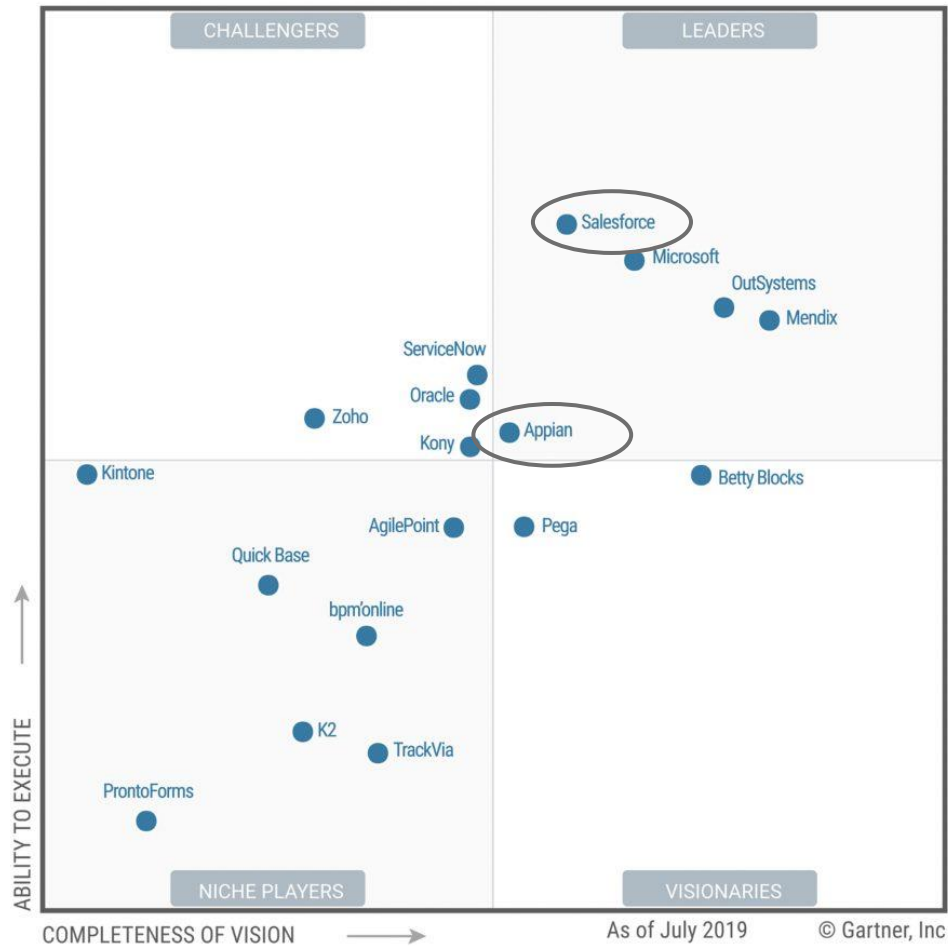 CHALLENGERS
LEADERS
Salesforce
Microsoft
OutSystems
Mendix
ServiceNow
Oracle
Zoho
Appian
Kony
Kintone
Betty Blocks
AgilePoint
Pega
Quick Base
bpm'online
K2
TrackVia
ProntoForms
NICHE PLAYERS
VISIONARIES
ABILITY TO EXECUTE
COMPLETENESS OF VISION
As of July 2019
© Gartner, Inc